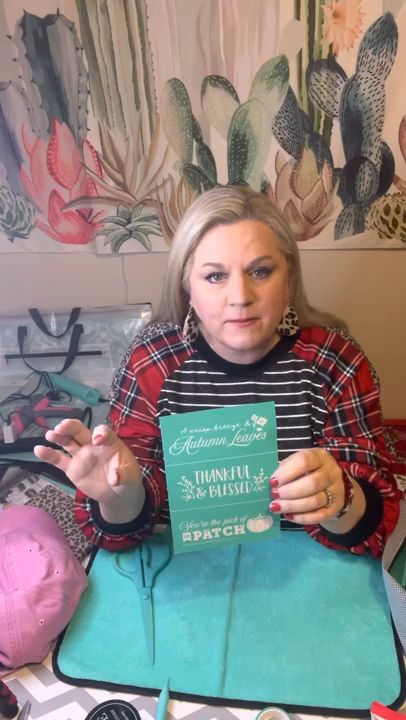 A crisp breeze &
Autumn Leaves
THANKFUL
& BLESSED
You're the pick of
THE PATCH